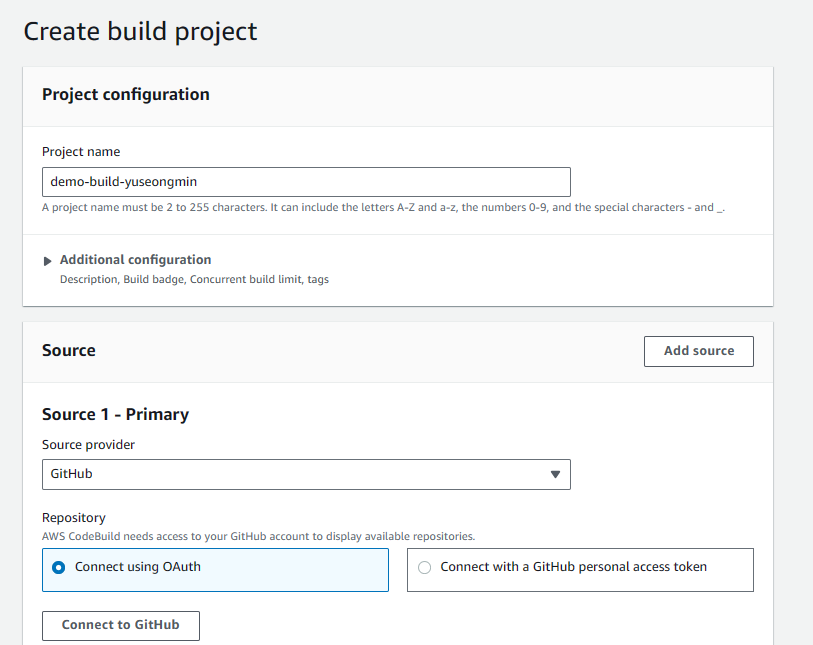 Create build project
Project configuration
Project name
demo-build-yuseongmin
A project name must be 2 to 255 characters. It can include the letters A-Z and a-z, the numbers 0-9, and the special characters - and _.
Additional configuration
Description, Build badge, Concurrent build limit, tags
Source
Add source
Source 1 - Primary
Source provider
GitHub
Repository
AWS CodeBuild needs access to your GitHub account to display available repositories.
Connect using OAuth
Connect with a GitHub personal access token
Connect to GitHub